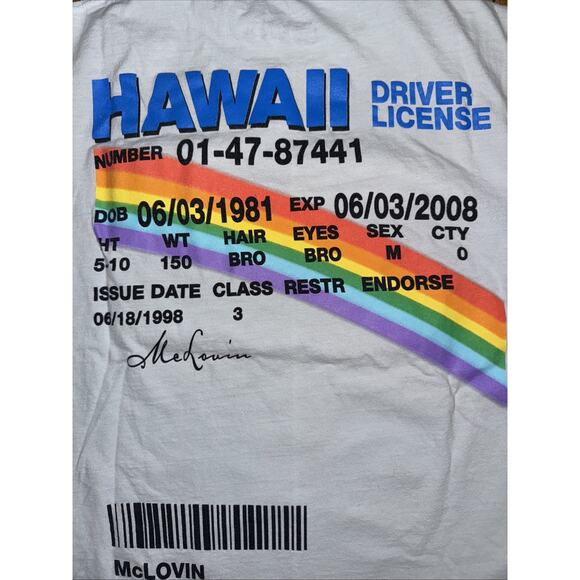 HAWAII DRIVER
LICENSE
NUMBER 01-47-87441
DOB 06/03/1981 EXP 06/03/2008
HT WT HAIR EYES SEX CTY
5-10 150 BRO BRO M 0
ISSUE DATE CLASS RESTR ENDORSE
06/18/1998 3
McLovin
McLOVIN